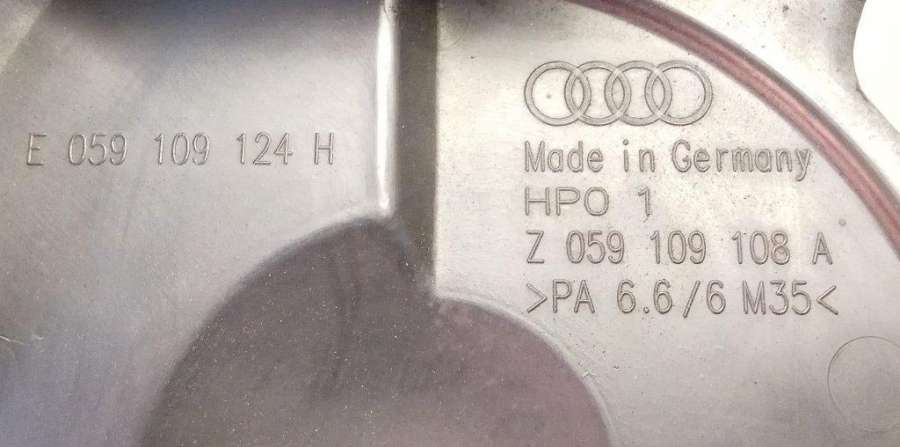 E 059 109 124 H
Made in Germany
HPO 1
Z 059 109 108 A
>PA 6.6/6 M35<